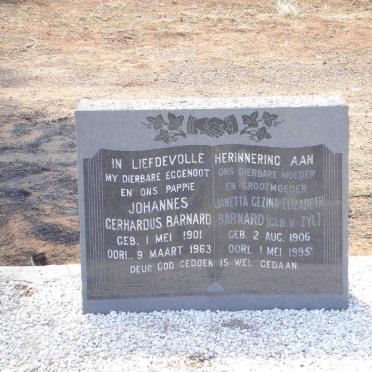 IN LIEFDEVOLLE HERINNERING AAN
MY DIERBARE EGGENOOT
EN ONS PAPPIE
JOHANNES
GERHARDUS BARNARD
GEB. 1 MEI 1901
OORL. 9 MAART 1963
ONS DIERBARE MOEDER
EN GROOTMOEDER
JANETTA GEZINA ELIZABETH
BARNARD [GEB. V. ZYL]
GEB. 2 AUG. 1906
OORL. 1 MEI 1995
DEUR GOD GEDOEN IS WEL GEDAAN.